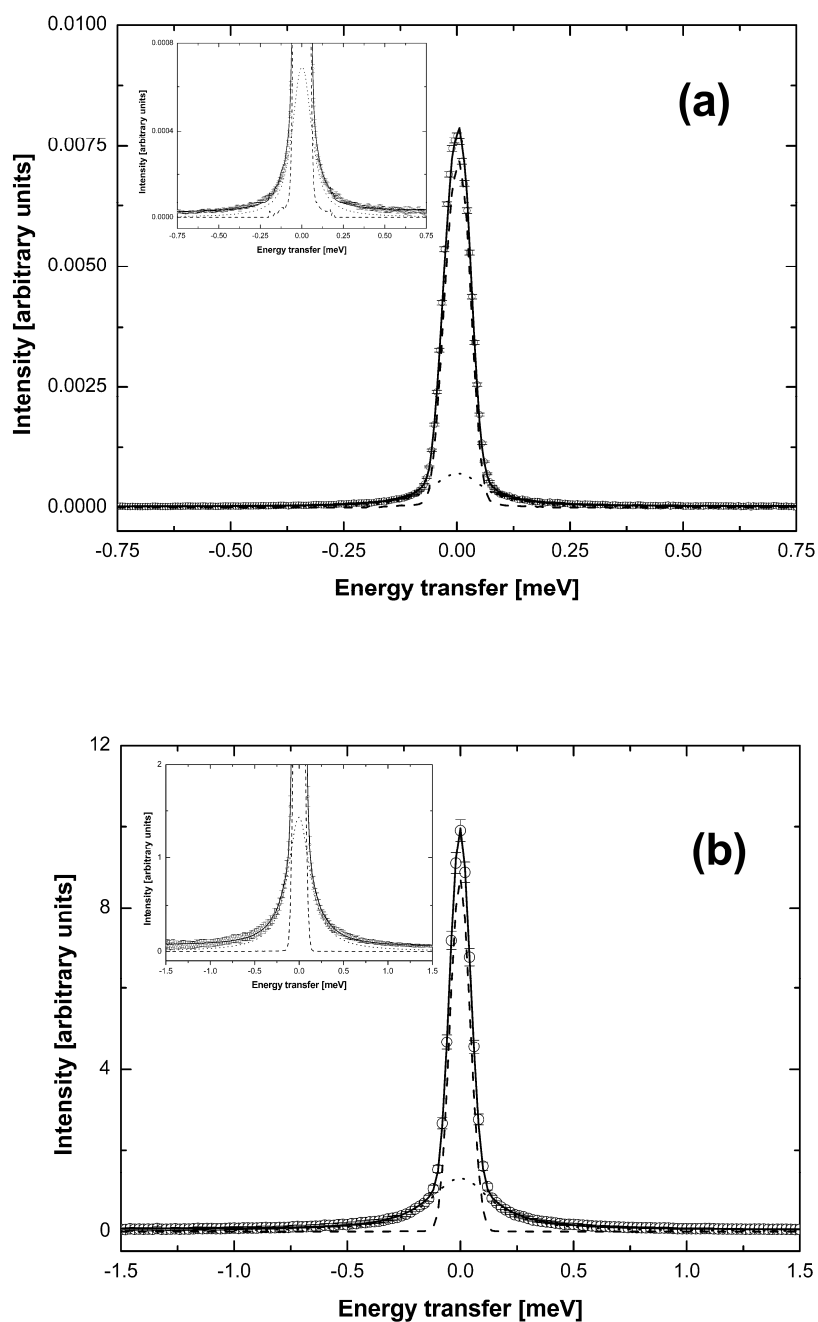 0.0100
0.0075
0.0050
0.0025
0.0000
Intensity [arbitrary units]
(a)
-0.75 -0.50 -0.25 0.00 0.25 0.50 0.75
Energy transfer [meV]
0.0008
0.0004
0.0000
Intensity [arbitrary units]
-0.75 -0.50 -0.25 0.00 0.25 0.50 0.75
Energy transfer [meV]
12
10
8
6
4
0
Intensity [arbitrary units]
(b)
-1.5 -1.0 -0.5 0.0 0.5 1.0 1.5
Energy transfer [meV]
2
1
0
Intensity [arbitrary units]
-1.5 -1.0 -0.5 0.0 0.5 1.0 1.5
Energy transfer [meV]